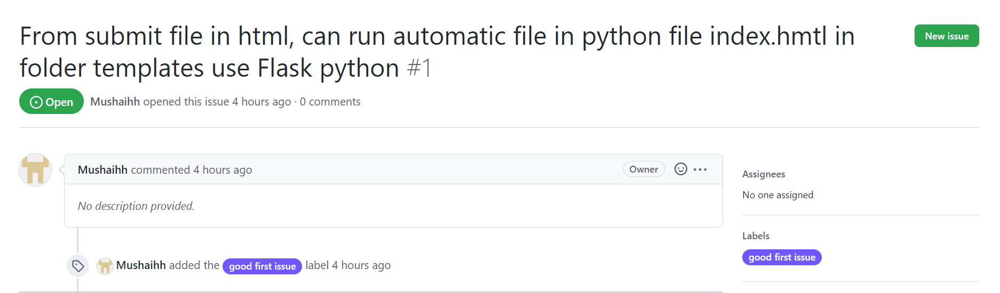 From submit file in html, can run automatic file in python file index.hmtl in
folder templates use Flask python #1
New issue
Open
Mushaihh opened this issue 4 hours ago · 0 comments
Mushaihh commented 4 hours ago
Owner
No description provided.
Mushaihh added the good first issue label 4 hours ago
Assignees
No one assigned
Labels
good first issue